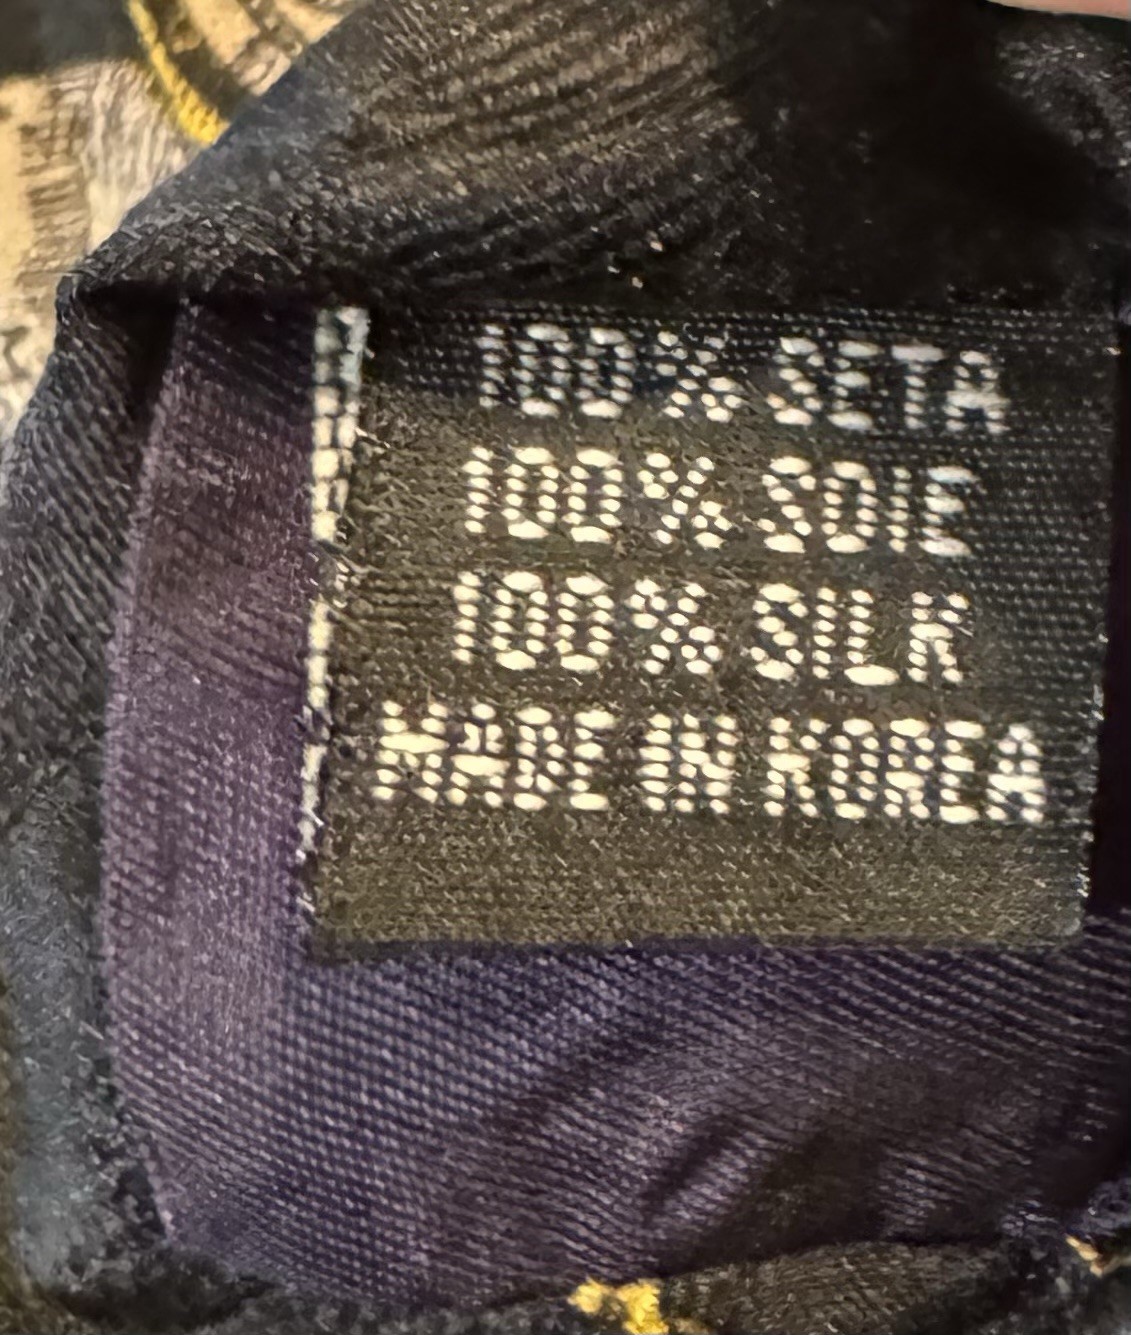 100% SETA
100% SOIE
100% SILK
MADE IN KOREA